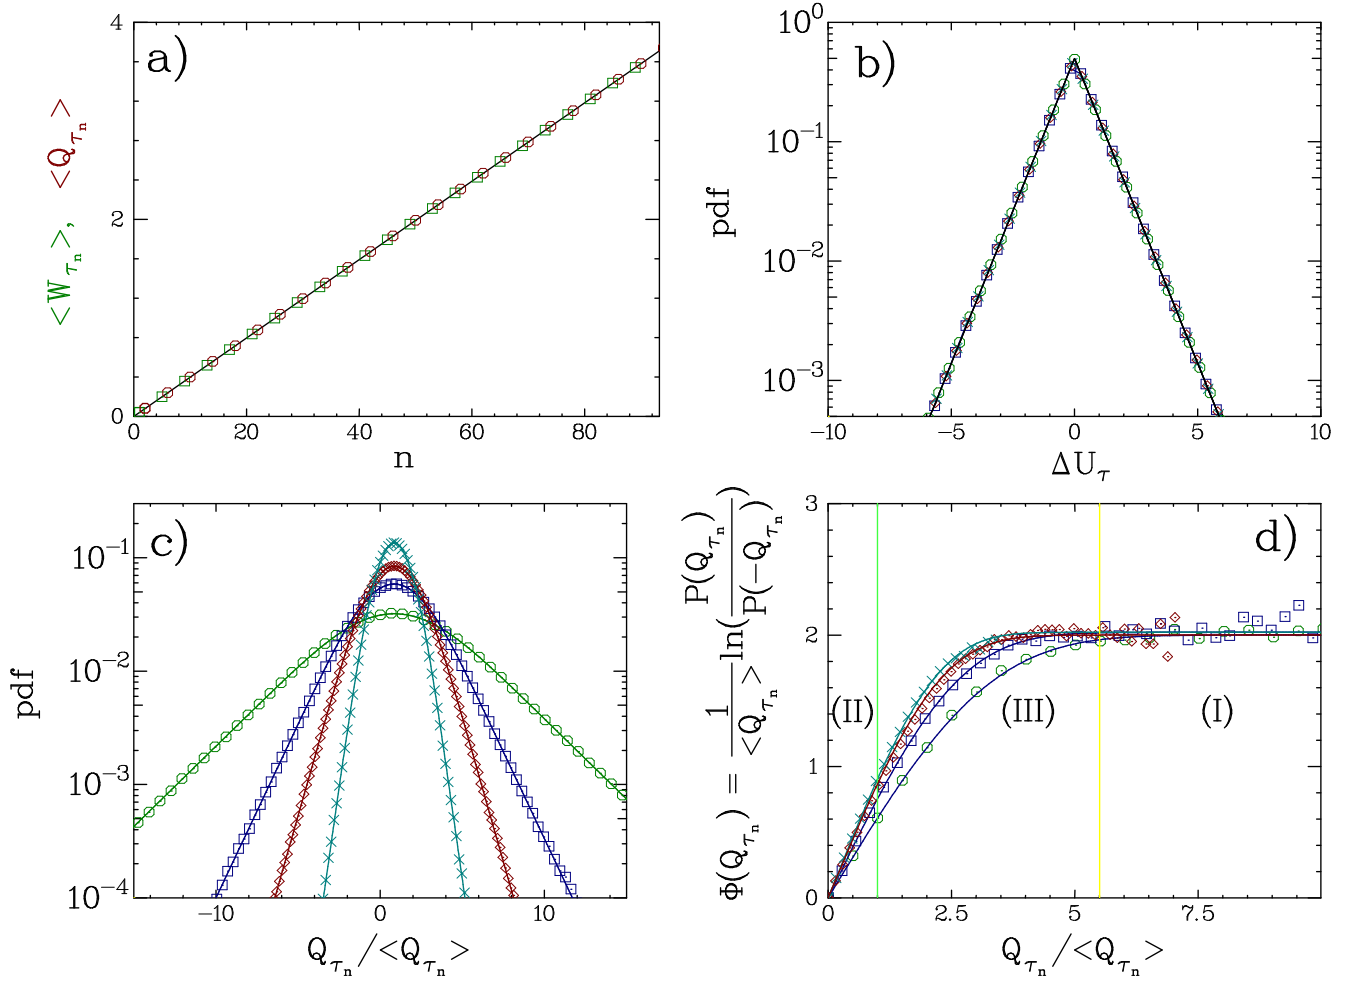 a)
<W_{τ_n}>, <Q_{τ_n}>
4
2
0
0 20 40 60 80
n
b)
pdf
10^0
10^{-1}
10^{-2}
10^{-3}
-10 -5 0 5 10
ΔU_τ
c)
pdf
10^{-1}
10^{-2}
10^{-3}
10^{-4}
-10 0 10
Q_{τ_n}/<Q_{τ_n}>
d)
Φ(Q_{τ_n}) = \frac{1}{<Q_{τ_n}>} ln(\frac{P(Q_{τ_n})}{P(-Q_{τ_n})})
3
2
1
0
(II) (III) (I)
0 2.5 5 7.5
Q_{τ_n}/<Q_{τ_n}>